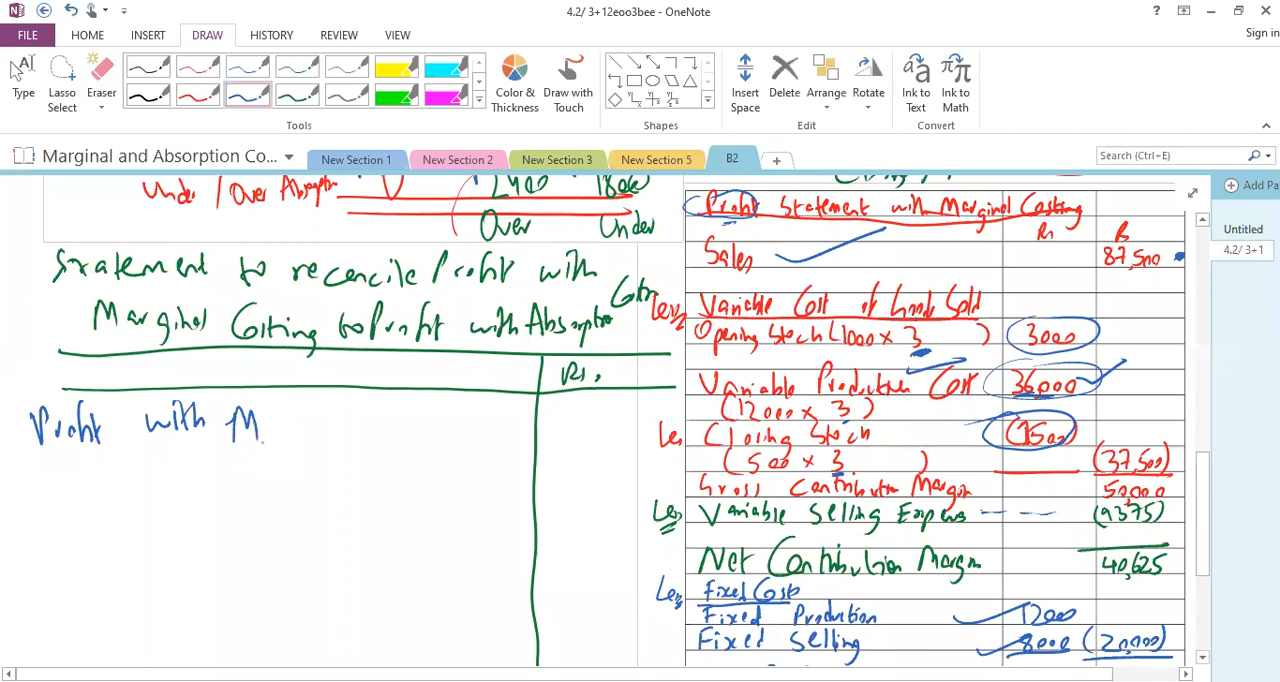 4.2/ 3+12eoo3bee - OneNote
FILE HOME INSERT DRAW HISTORY REVIEW VIEW
Sign in
Type
Lasso Select
Eraser
Color & Thickness
Draw with Touch
Insert Space
Delete
Arrange
Rotate
Ink to Text
Ink to Math
Tools
Shapes
Edit
Convert
Marginal and Absorption Co...
New Section 1
New Section 2
New Section 3
New Section 5
B2
Search (Ctrl+E)
Add Pa
Untitled
4.2/ 3+1
Under / Over Absorption 2400 1800
Over Under
Statement to reconcile Profit with
Marginal Costing to Profit with Absorption Costing
Rs.
Profit with M
Profit Statement with Marginal Costing
Rs Rs
Sales 87,500
Less Variable Cost of Goods Sold
Opening Stock (1000 x 3 ) 3000
Variable Production Cost 36000
(12000 x 3 )
Les Closing Stock (1500)
( 500 x 3 ) (37,500)
Gross Contribution Margin 50,000
Less Variable Selling Expens (9375)
Net Contribution Margin 40,625
Less Fixed Costs
Fixed Production 12000
Fixed Selling 8000 (20,000)